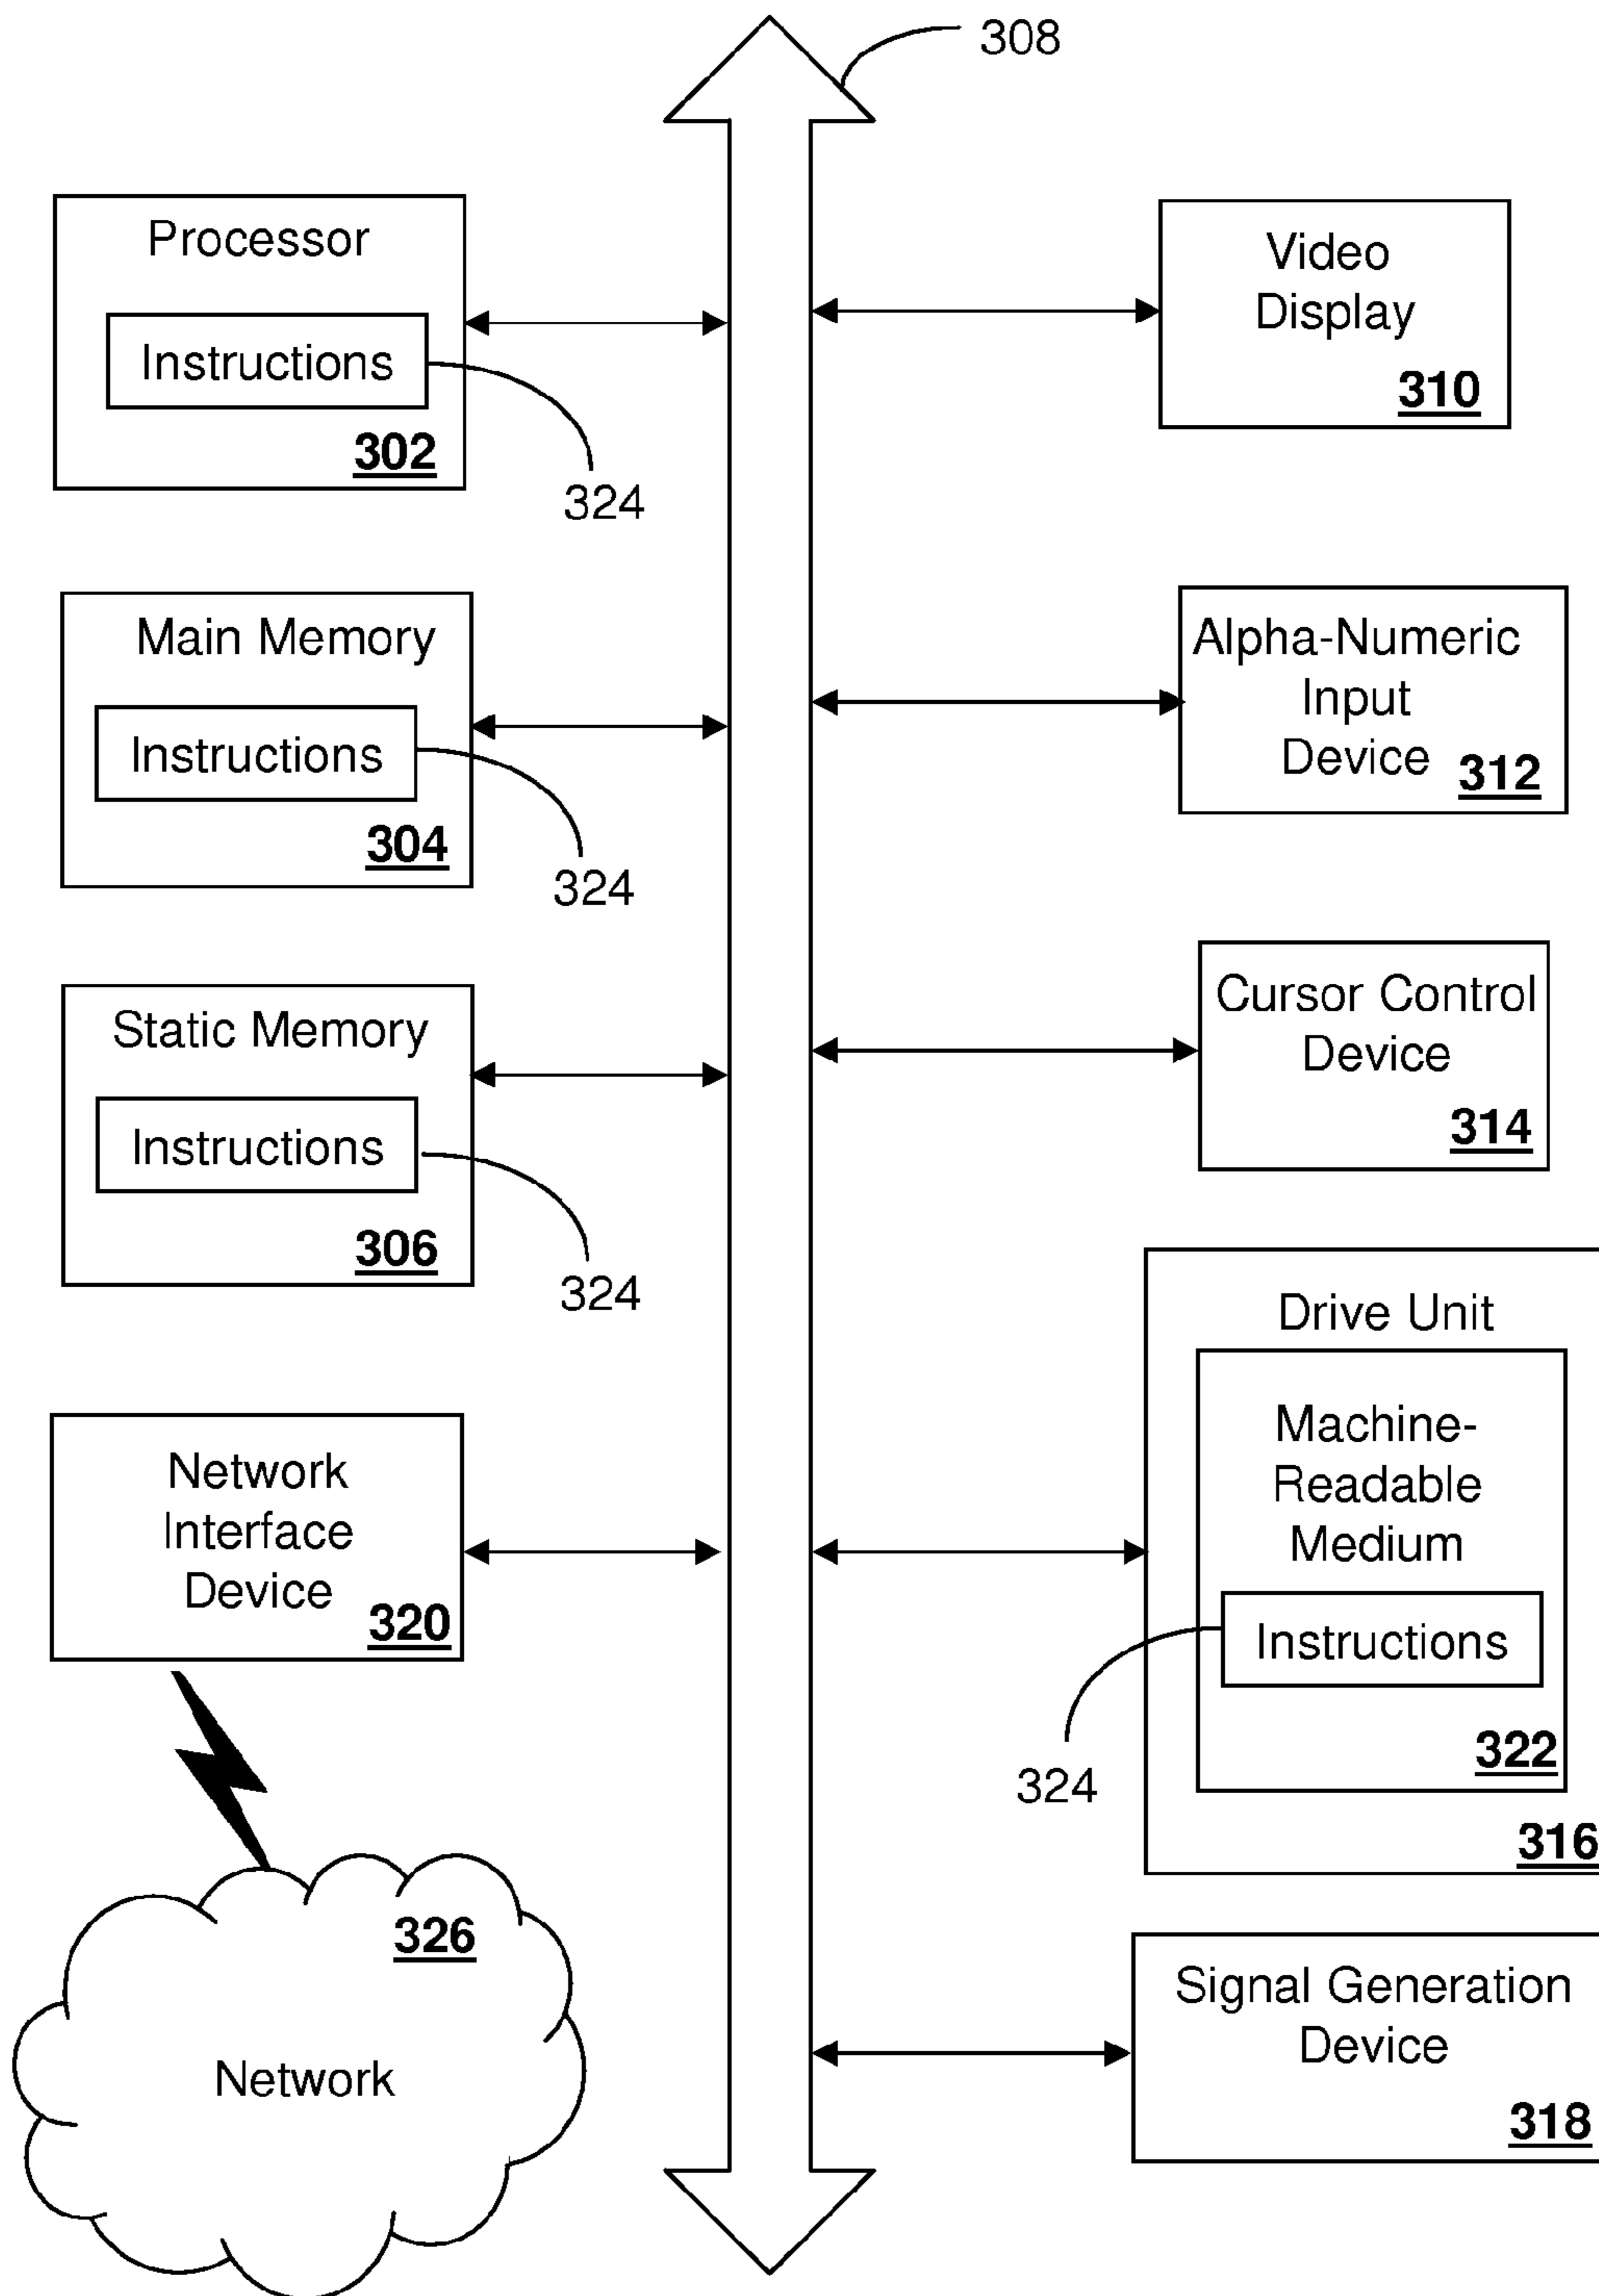 308
Processor
Instructions
302
324
Main Memory
Instructions
304
324
Static Memory
Instructions
306
324
Network
Interface
Device
320
326
Network
Video
Display
310
Alpha-Numeric
Input
Device
312
Cursor Control
Device
314
Drive Unit
Machine-
Readable
Medium
Instructions
324
322
316
Signal Generation
Device
318